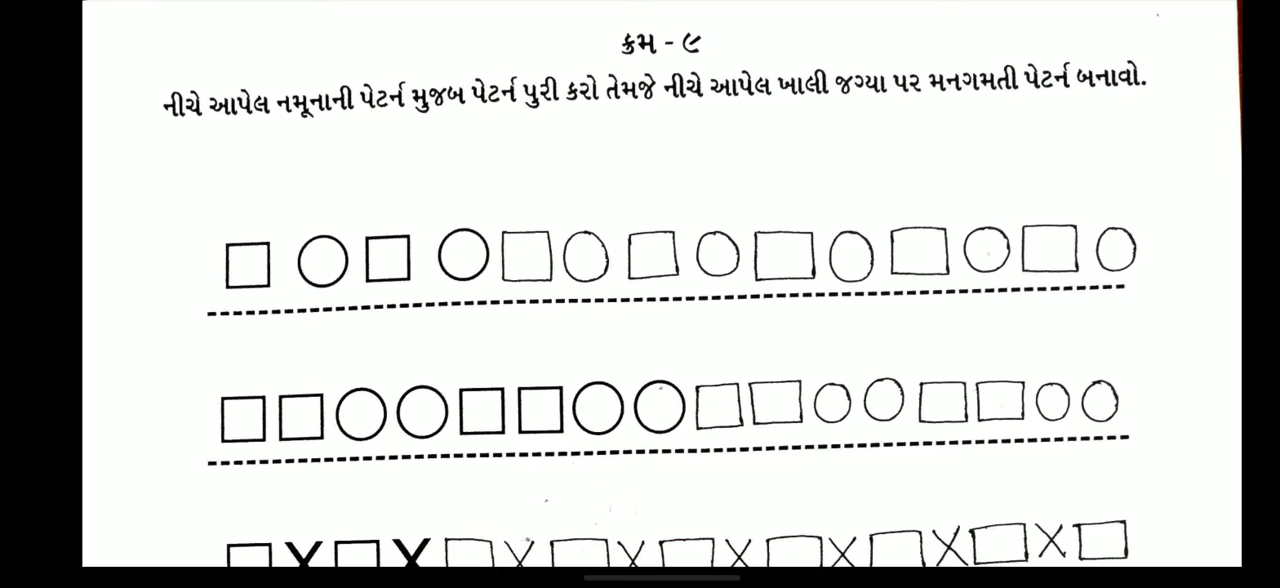 ક્રમ - ૯
નીચે આપેલ નમૂનાની પેટર્ન મુજબ પેટર્ન પુરી કરો તેમજે નીચે આપેલ ખાલી જગ્યા પર મનગમતી પેટર્ન બનાવો.